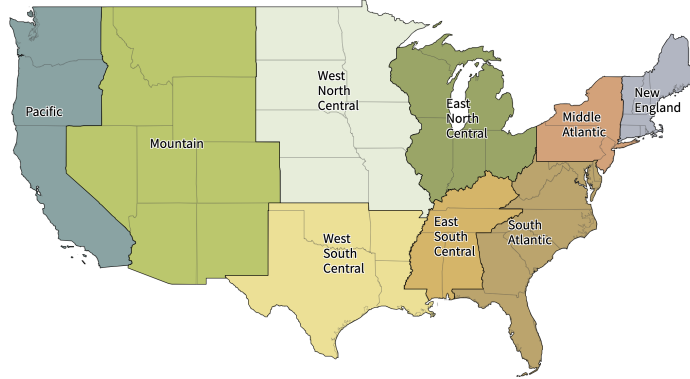 Pacific
Mountain
West
North
Central
East
North
Central
New
England
Middle
Atlantic
West
South
Central
East
South
Central
South
Atlantic